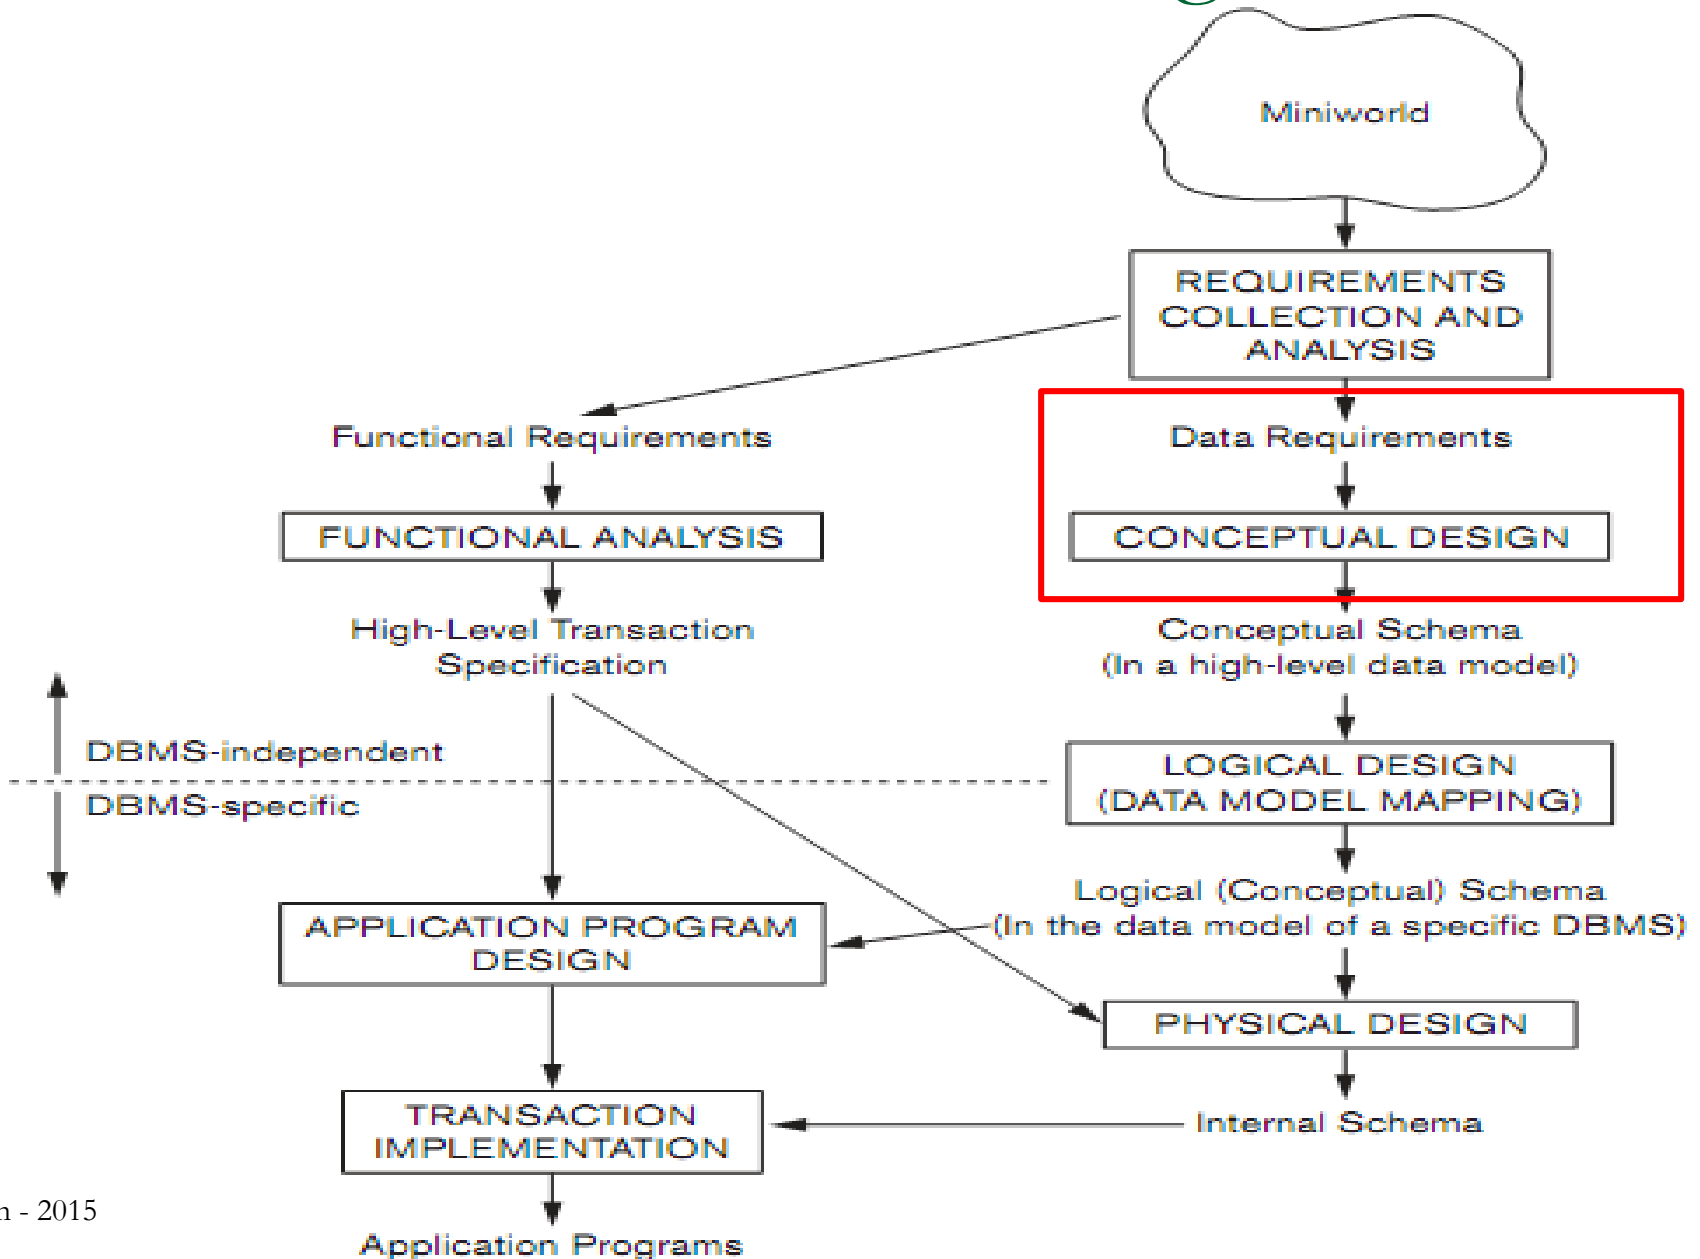 Miniworld
REQUIREMENTS
COLLECTION AND
ANALYSIS
Functional Requirements
Data Requirements
FUNCTIONAL ANALYSIS
CONCEPTUAL DESIGN
High-Level Transaction
Specification
Conceptual Schema
(In a high-level data model)
DBMS-independent
DBMS-specific
LOGICAL DESIGN
(DATA MODEL MAPPING)
Logical (Conceptual) Schema
(In the data model of a specific DBMS)
APPLICATION PROGRAM
DESIGN
PHYSICAL DESIGN
TRANSACTION
IMPLEMENTATION
Internal Schema
- 2015
Application Programs